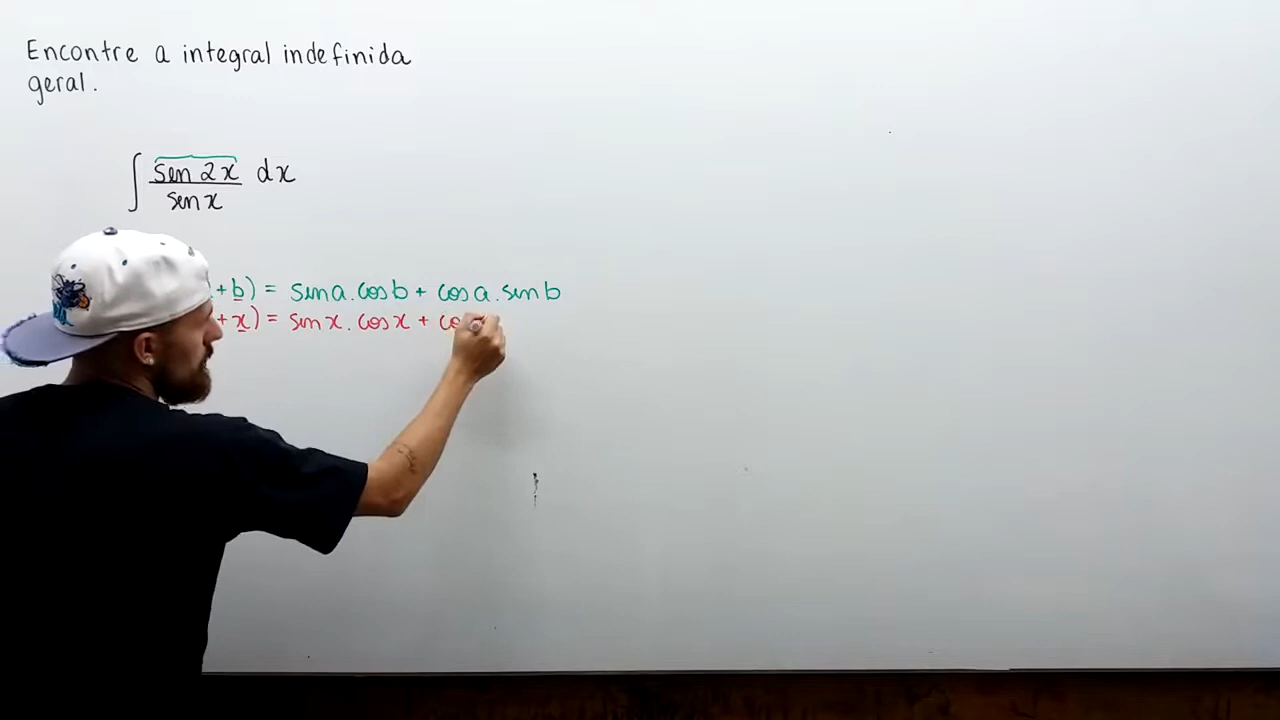 Encontre a integral indefinida
geral.
∫ sen 2x / sen x dx
+ b) = sen a . cos b + cos a . sen b
+ x) = sen x . cos x + co